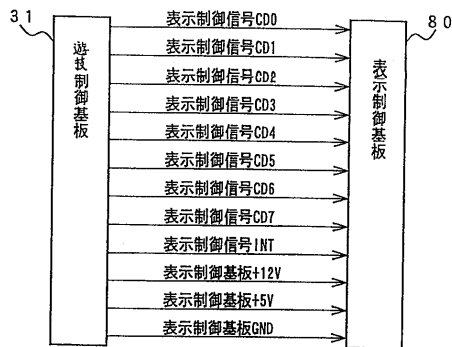 31
80
遊技制御基板
表示制御信号CD0
表示制御信号CD1
表示制御信号CD2
表示制御信号CD3
表示制御信号CD4
表示制御信号CD5
表示制御信号CD6
表示制御信号CD7
表示制御信号INT
表示制御基板+12V
表示制御基板+5V
表示制御基板GND
表示制御基板